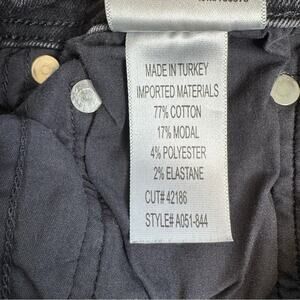 MADE IN TURKEY
IMPORTED MATERIALS
77% COTTON
17% MODAL
4% POLYESTER
2% ELASTANE
CUT# 42186
STYLE# A051-844